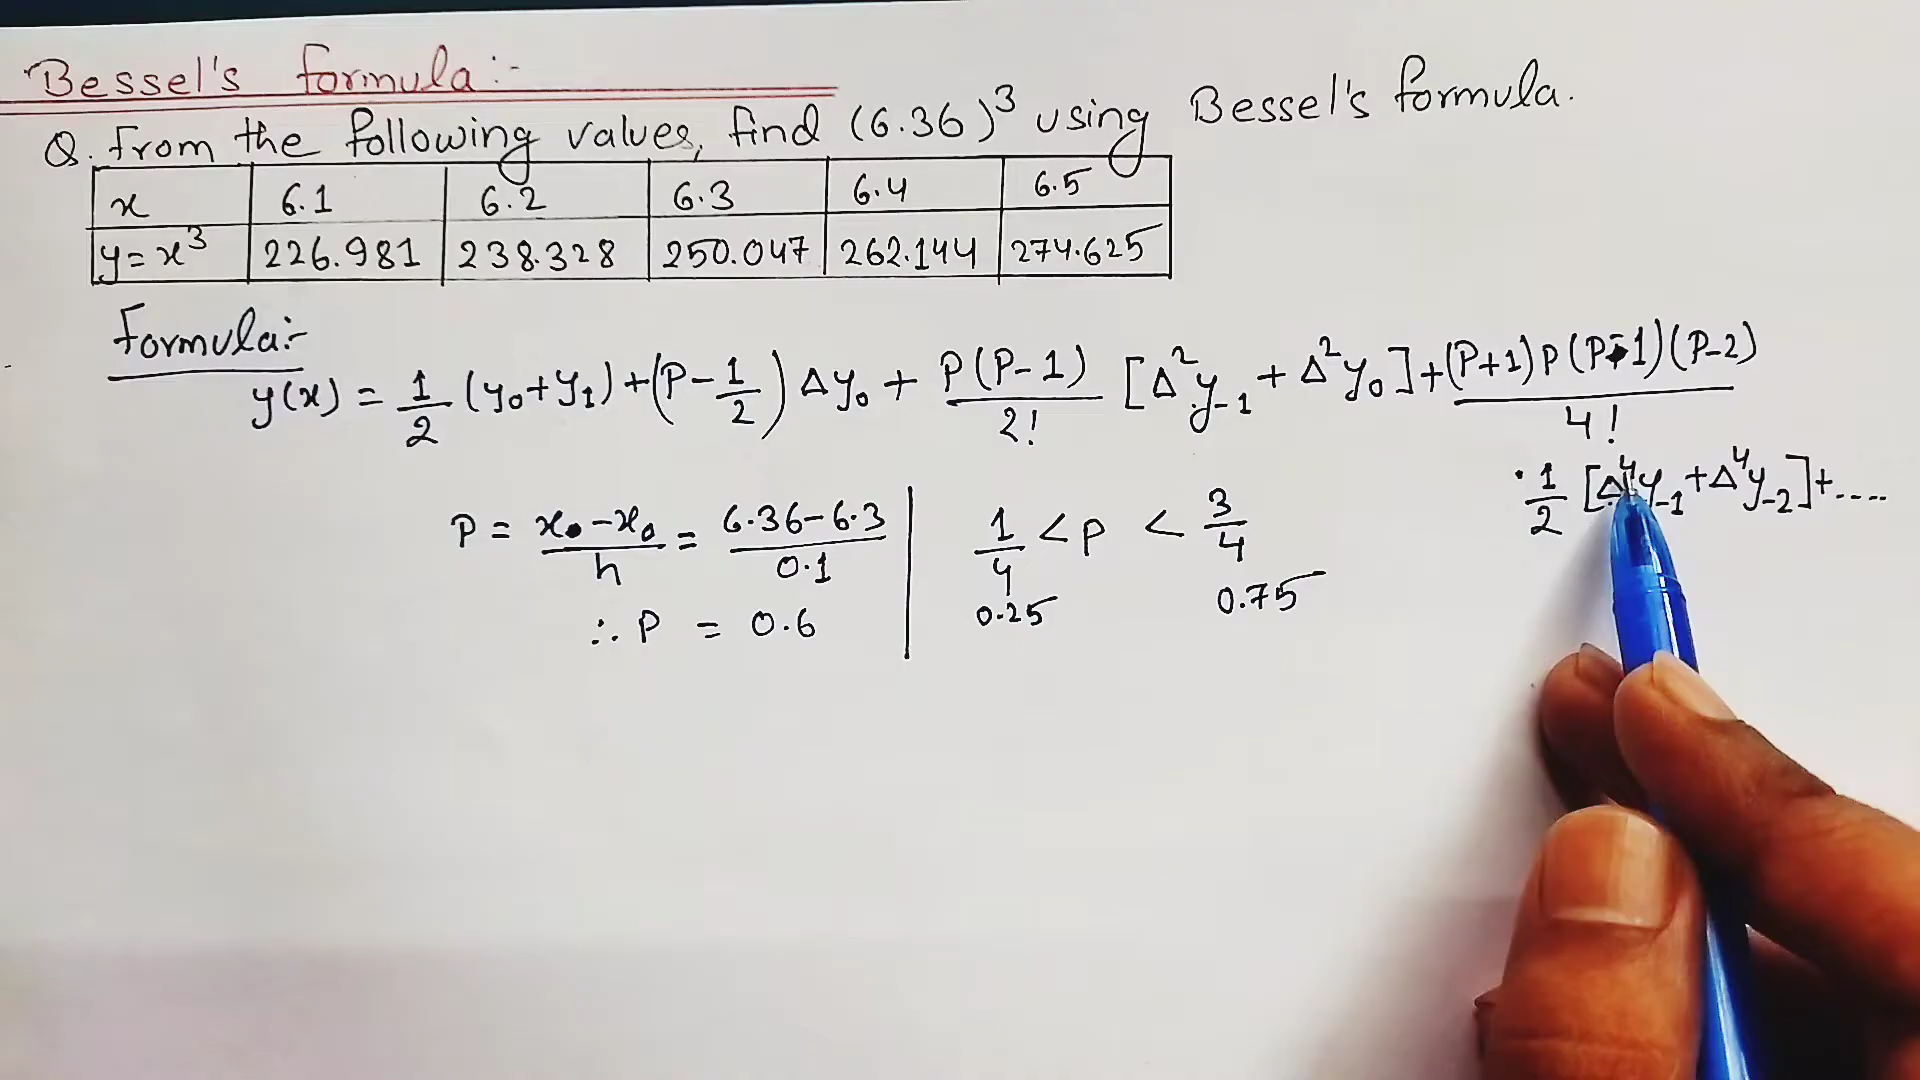 Bessel's formula:-
Q. From the following values, find (6.36)³ using Bessel's formula.
x 6.1 6.2 6.3 6.4 6.5
y=x³ 226.981 238.328 250.047 262.144 274.625
Formula:-
y(x) = 1/2 (y₀+y₁)+(P-1/2)Δy₀ + P(P-1)/2! [Δ²y₋₁ + Δ²y₀]+(P+1)P(P-1)(P-2)/4!
·1/2 [Δ⁴y₋₁+Δ⁴y₋₂]+....
P = x-x₀/h = 6.36-6.3/0.1
1/4 < P < 3/4
0.25 0.75
∴ P = 0.6